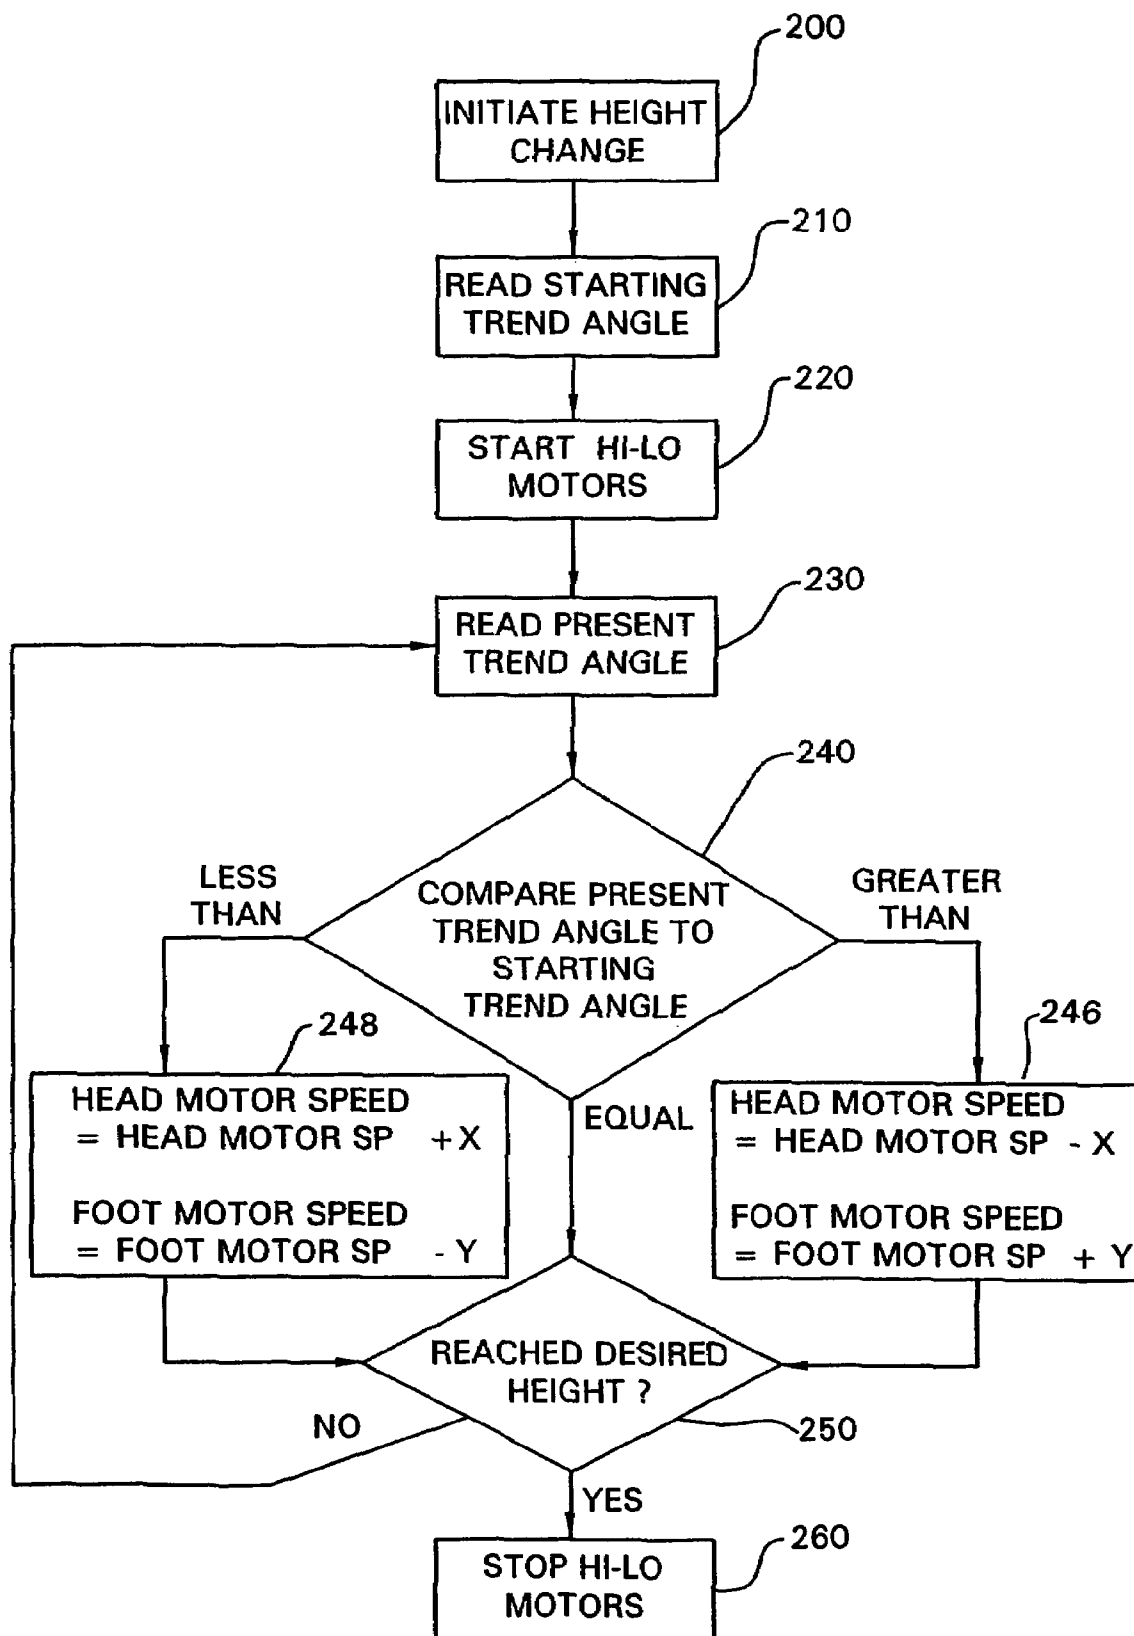 200
INITIATE HEIGHT
CHANGE
210
READ STARTING
TREND ANGLE
220
START HI-LO
MOTORS
230
READ PRESENT
TREND ANGLE
240
LESS
THAN
COMPARE PRESENT
TREND ANGLE TO
STARTING
TREND ANGLE
GREATER
THAN
248
HEAD MOTOR SPEED
= HEAD MOTOR SP +X
FOOT MOTOR SPEED
= FOOT MOTOR SP - Y
EQUAL
246
HEAD MOTOR SPEED
= HEAD MOTOR SP - X
FOOT MOTOR SPEED
= FOOT MOTOR SP + Y
REACHED DESIRED
HEIGHT ?
NO
250
YES
260
STOP HI-LO
MOTORS